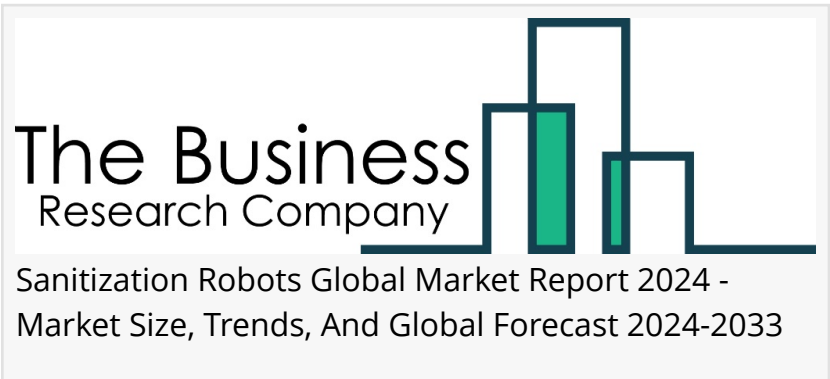 The Business
Research Company
Sanitization Robots Global Market Report 2024 -
Market Size, Trends, And Global Forecast 2024-2033